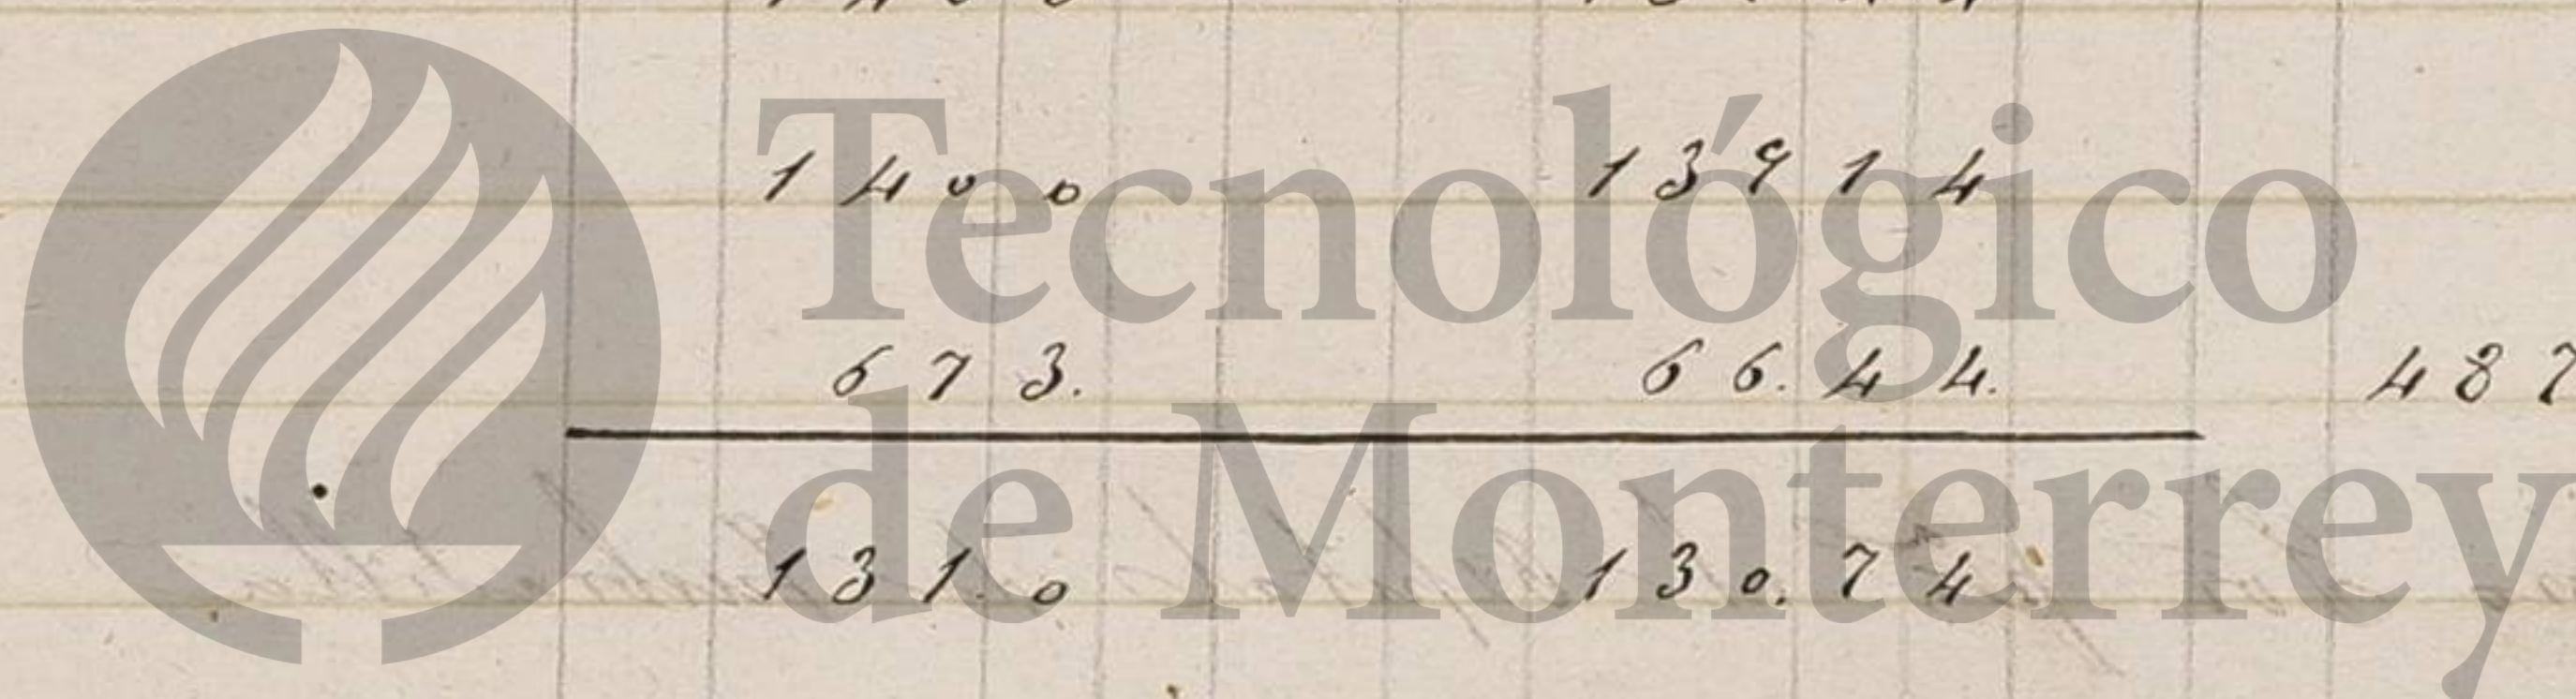 1 4 0 0 1 3 9 1 4
6 7 3. 6 6. 4 4. 4 8 7
1 3 1. 0 1 3 0. 7 4
Tecnológico
de Monterrey